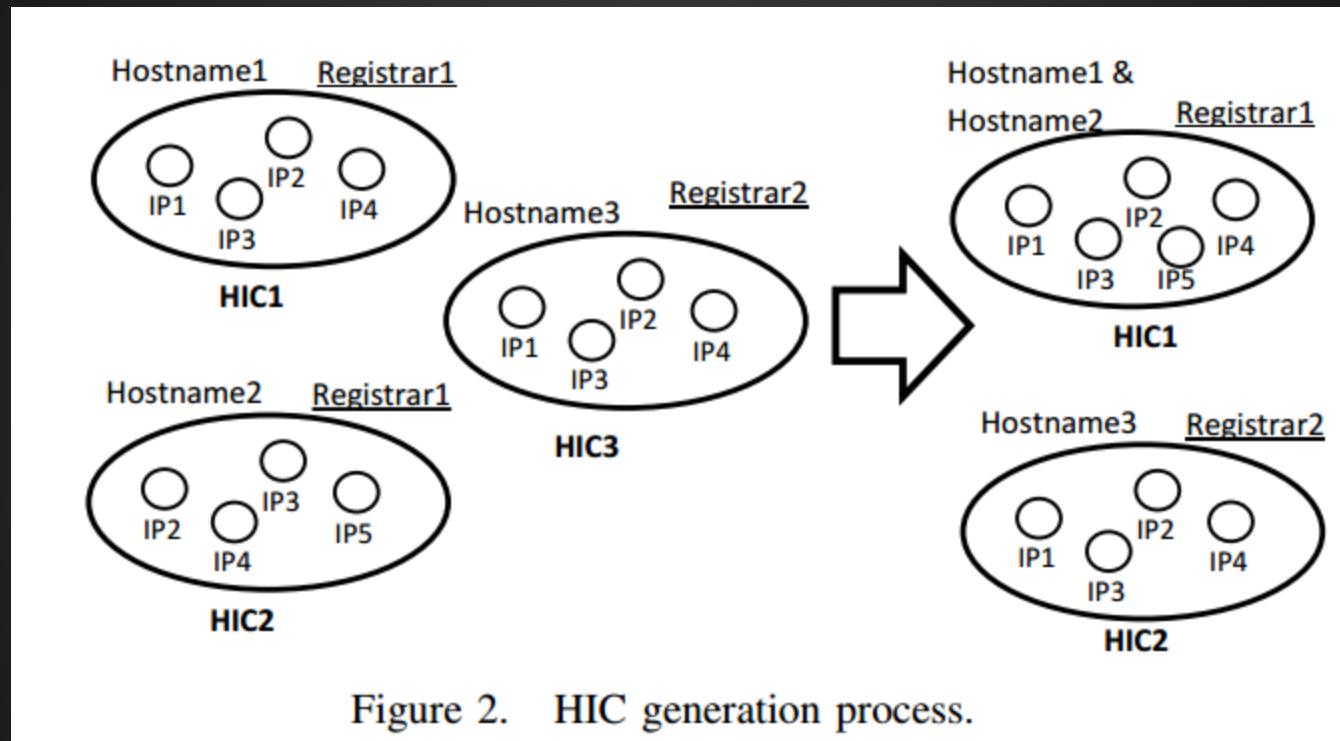 Hostname1 Registrar1
IP1
IP2
IP3
IP4
HIC1
Hostname2 Registrar1
IP2
IP3
IP4
IP5
HIC2
Hostname3 Registrar2
IP1
IP2
IP3
IP4
HIC3
Hostname1 &
Hostname2 Registrar1
IP1
IP2
IP3
IP5
IP4
HIC1
Hostname3 Registrar2
IP1
IP2
IP3
IP4
HIC2
Figure 2. HIC generation process.